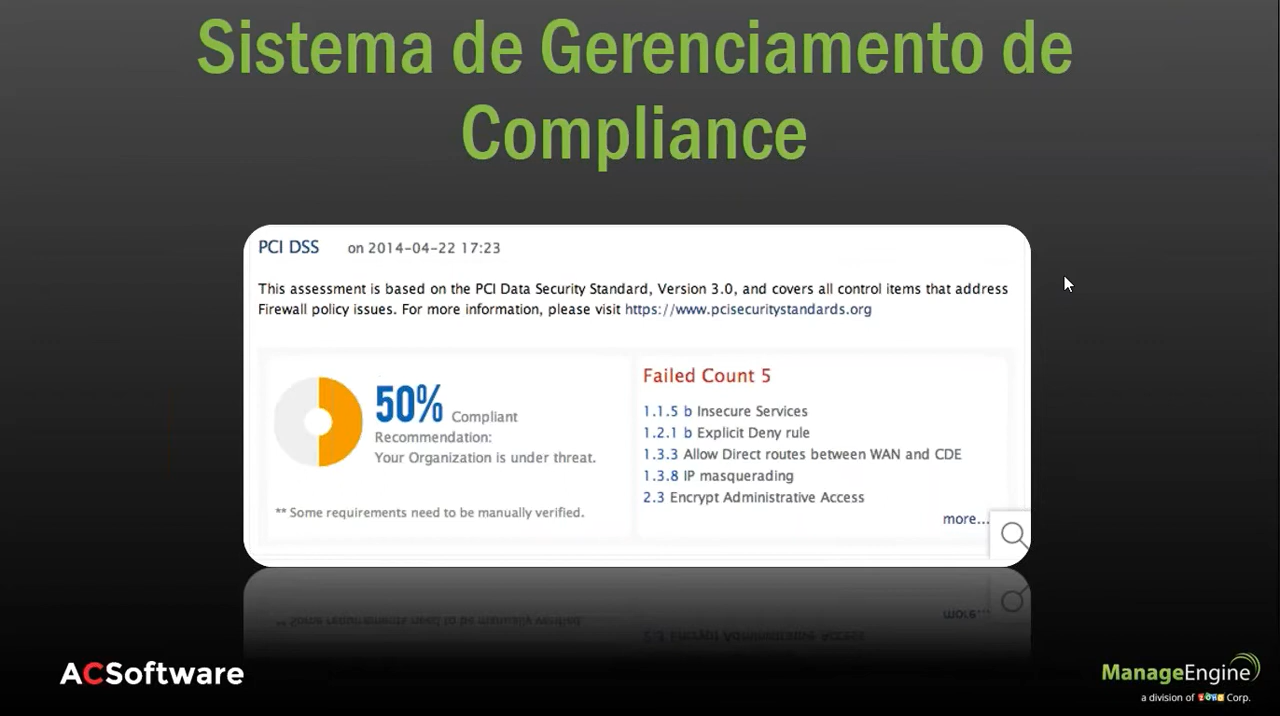 Sistema de Gerenciamento de
Compliance
PCI DSS on 2014-04-22 17:23
This assessment is based on the PCI Data Security Standard, Version 3.0, and covers all control items that address
Firewall policy issues. For more information, please visit https://www.pcisecuritystandards.org
50% Compliant
Recommendation:
Your Organization is under threat.
** Some requirements need to be manually verified.
Failed Count 5
1.1.5 b Insecure Services
1.2.1 b Explicit Deny rule
1.3.3 Allow Direct routes between WAN and CDE
1.3.8 IP masquerading
2.3 Encrypt Administrative Access
more...
ACSoftware
ManageEngine
a division of ZOHO Corp.